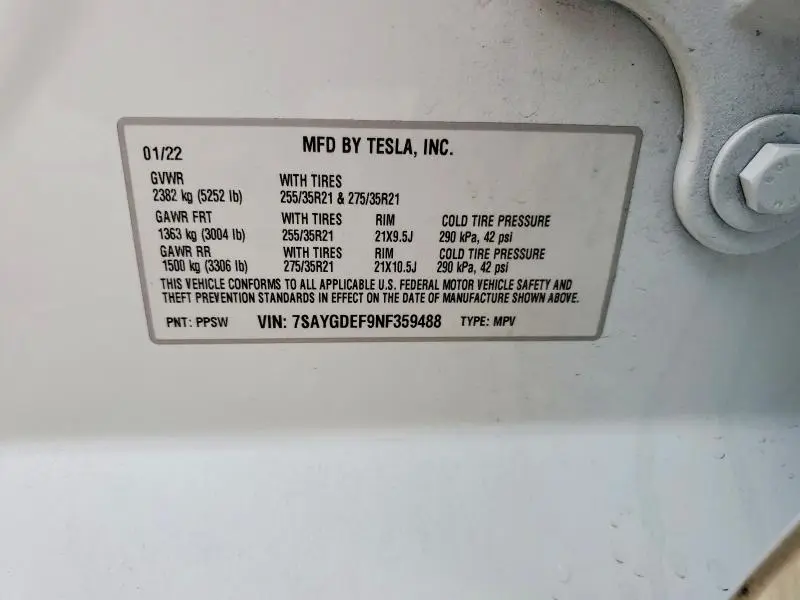 01/22 MFD BY TESLA, INC.
GVWR WITH TIRES
2382 kg (5252 lb) 255/35R21 & 275/35R21
GAWR FRT WITH TIRES RIM COLD TIRE PRESSURE
1363 kg (3004 lb) 255/35R21 21X9.5J 290 kPa, 42 psi
GAWR RR WITH TIRES RIM COLD TIRE PRESSURE
1500 kg (3306 lb) 275/35R21 21X10.5J 290 kPa, 42 psi
THIS VEHICLE CONFORMS TO ALL APPLICABLE U.S. FEDERAL MOTOR VEHICLE SAFETY AND
THEFT PREVENTION STANDARDS IN EFFECT ON THE DATE OF MANUFACTURE SHOWN ABOVE.
PNT: PPSW VIN: 7SAYGDEF9NF359488 TYPE: MPV